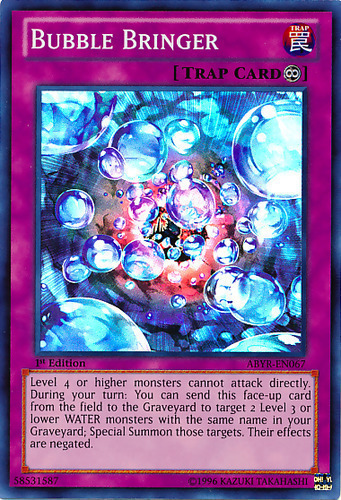 BUBBLE BRINGER
TRAP
罠
[TRAP CARD]
1st Edition
ABYR-EN067
Level 4 or higher monsters cannot attack directly.
During your turn: You can send this face-up card
from the field to the Graveyard to target 2 Level 3 or
lower WATER monsters with the same name in your
Graveyard; Special Summon those targets. Their effects
are negated.
58531587
©1996 KAZUKI TAKAHASHI